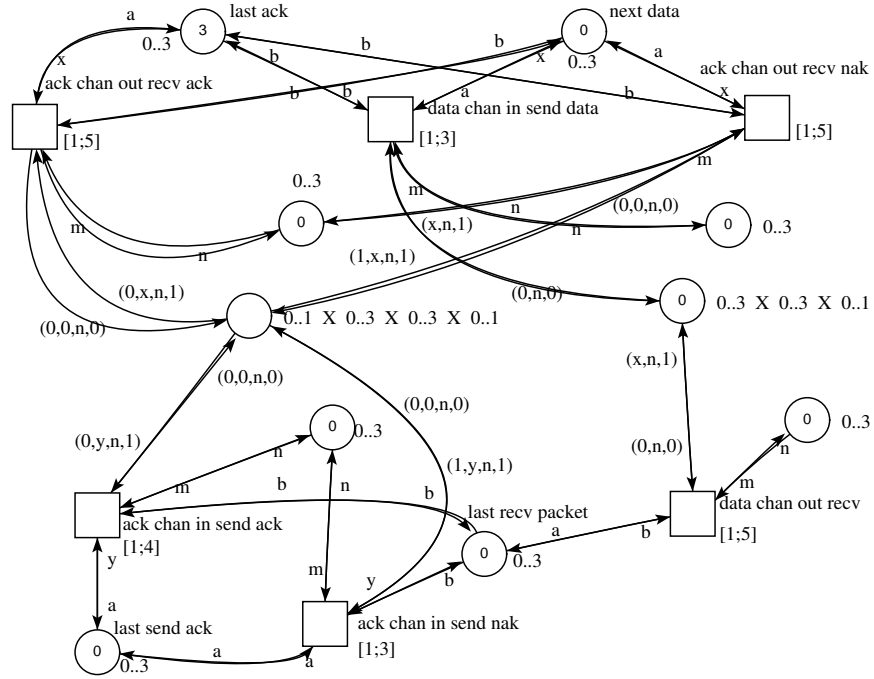 a
last ack
next data
3
0
0..3
0..3
b
b
a
x
b
x
ack chan out recv ack
ack chan out recv nak
b
b
a
b
x
data chan in send data
[1;5]
[1;3]
[1;5]
m
0..3
m
(0,0,n,0)
n
0
m
(x,n,1)
n
0
0..3
n
(1,x,n,1)
(0,x,n,1)
(0,n,0)
0
0..3 X 0..3 X 0..1
(0,0,n,0)
0..1 X 0..3 X 0..3 X 0..1
(x,n,1)
(0,0,n,0)
(0,0,n,0)
0
0..3
0
0..3
(0,y,n,1)
n
(0,n,0)
n
(1,y,n,1)
m
b
n
b
m
last recv packet
data chan out recv
ack chan in send ack
a
b
[1;5]
[1;4]
0
0..3
y
m
y
b
a
last send ack
ack chan in send nak
0
0..3
a
a
[1;3]